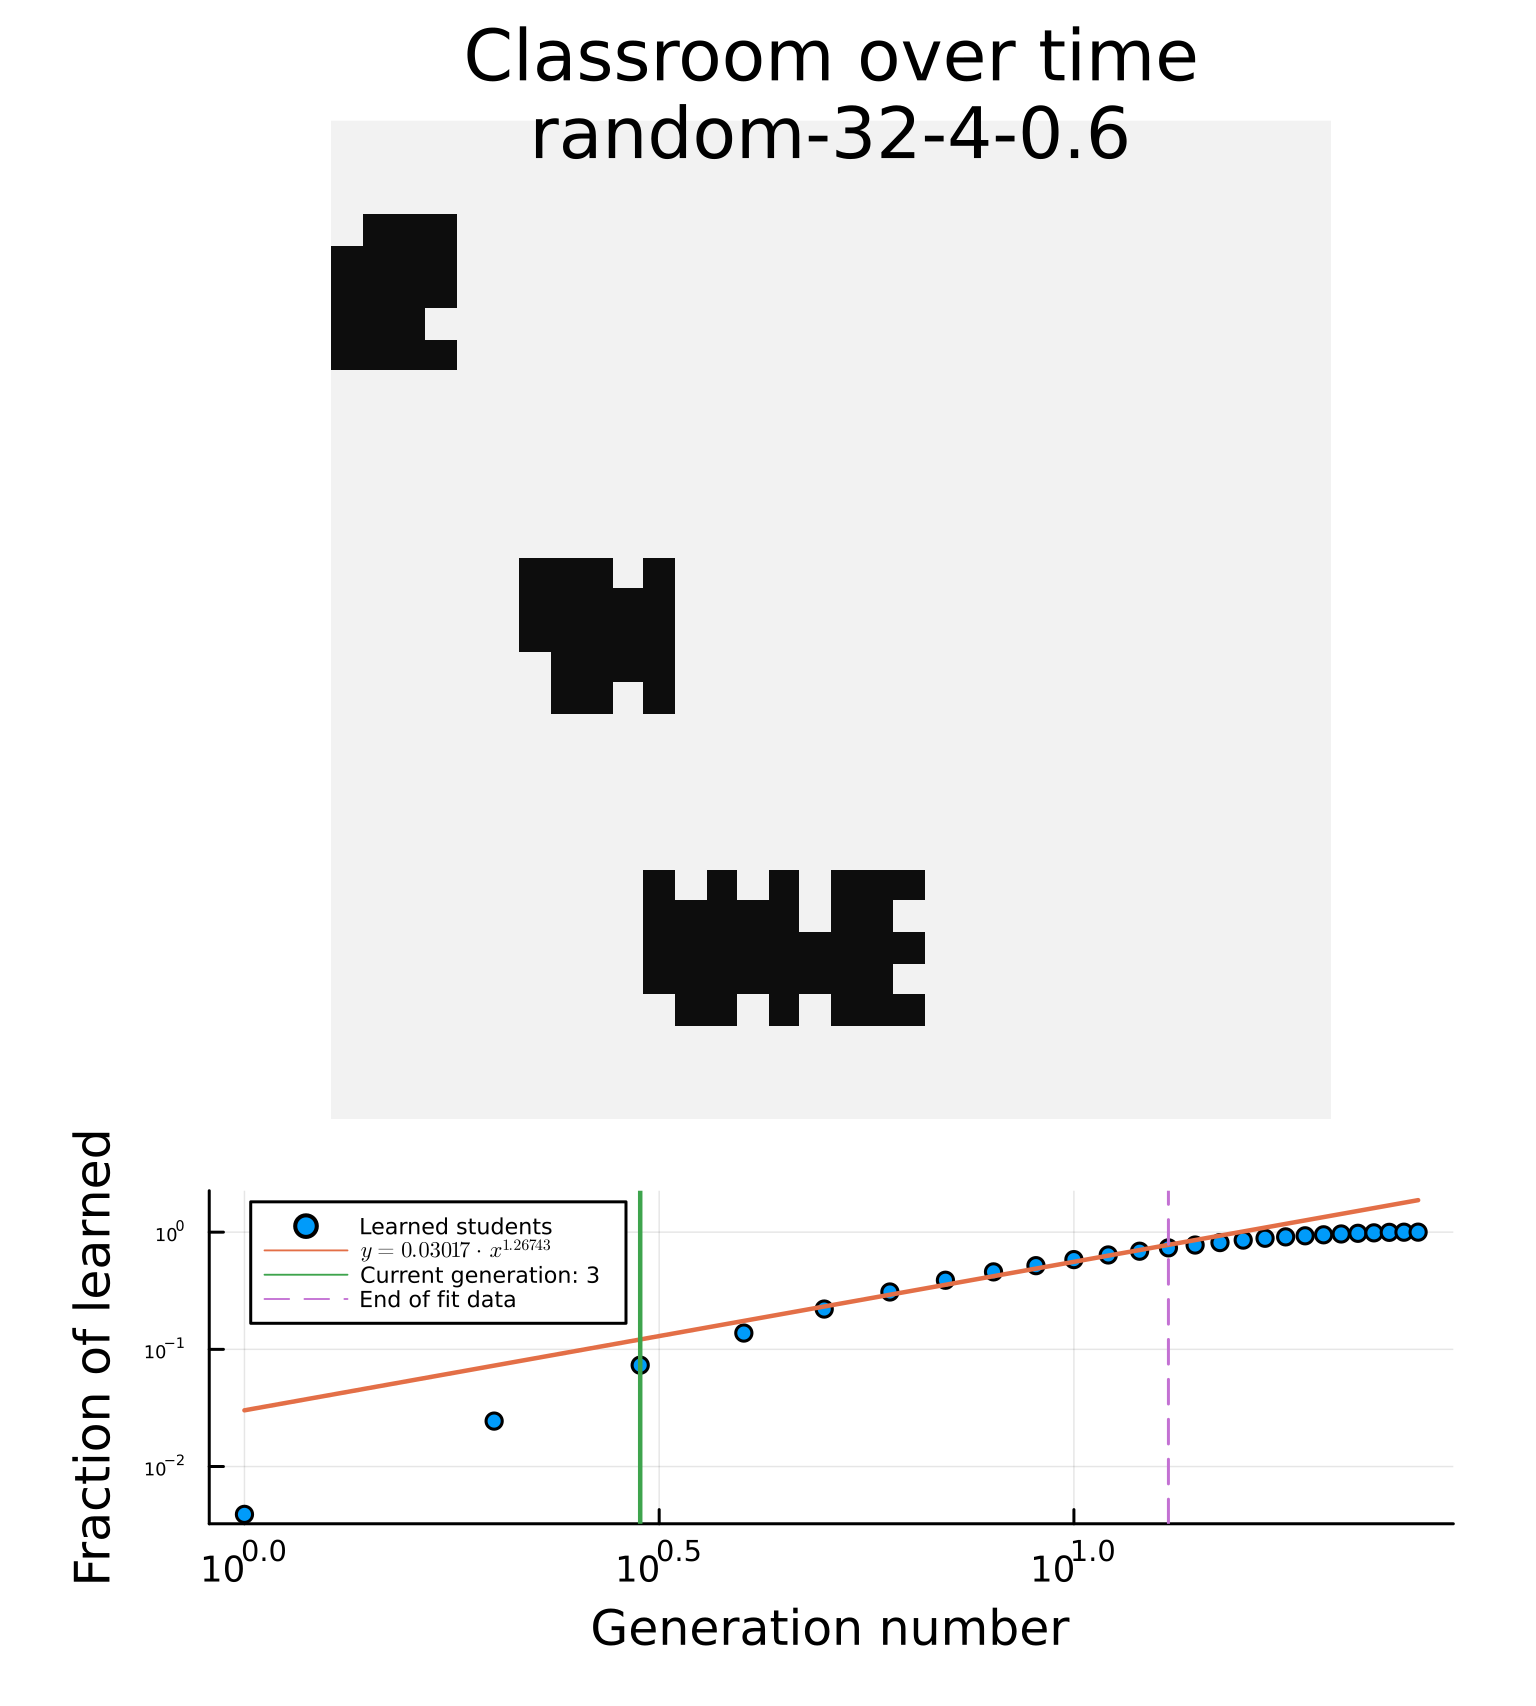 Classroom over time
random-32-4-0.6
Fraction of learned
10⁰
10⁻¹
10⁻²
Learned students
y = 0.03017 · x^1.26743
Current generation: 3
End of fit data
10^0.0 10^0.5 10^1.0
Generation number